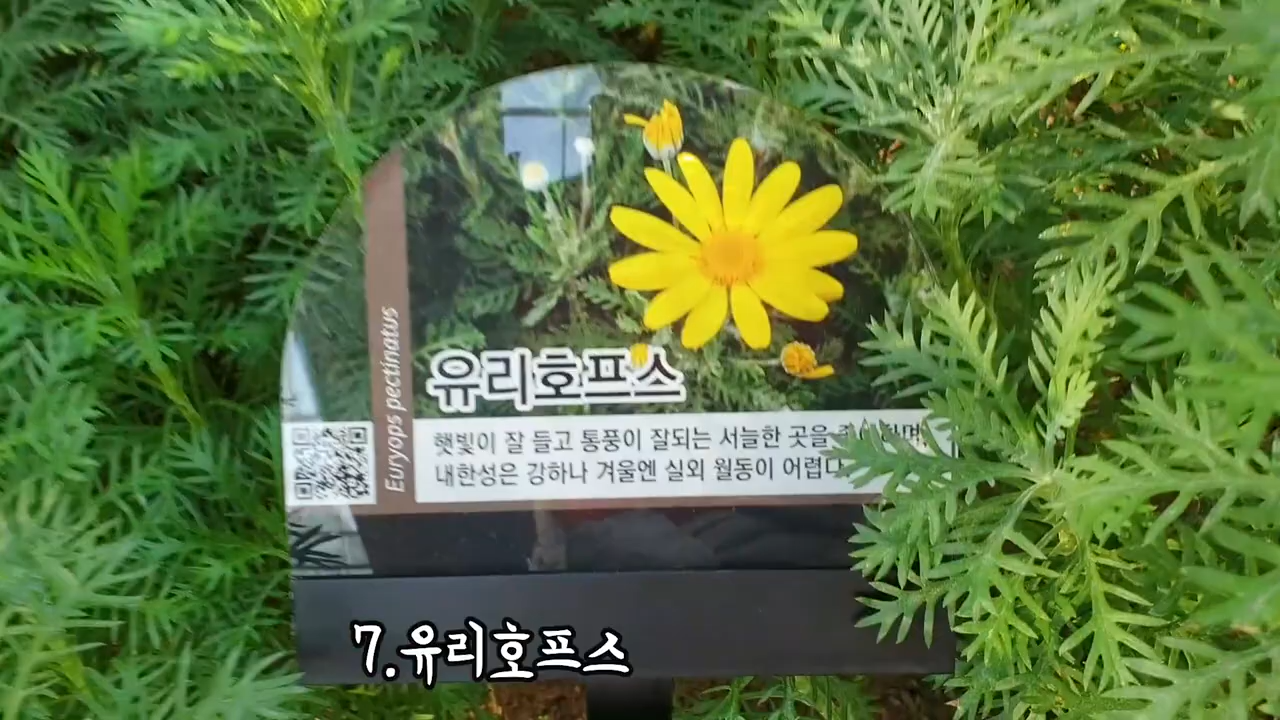 Euryops pectinatus
유리호프스
햇빛이 잘 들고 통풍이 잘되는 서늘한 곳을
내한성은 강하나 겨울엔 실외 월동이 어렵다
7.유리호프스